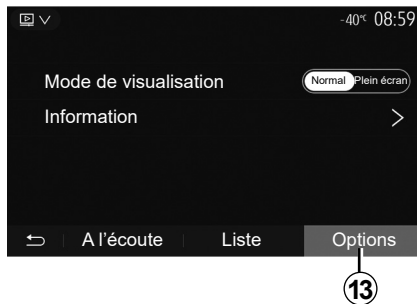 -40°C 08:59
Mode de visualisation Normal Plein écran
Information
A l'écoute Liste Options
13